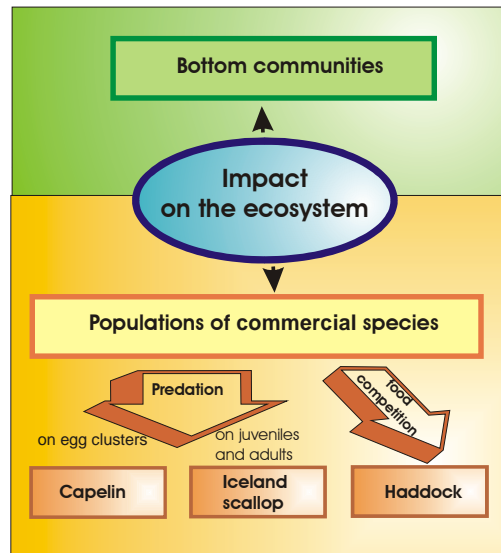 Bottom communities
Impact
on the ecosystem
Populations of commercial species
Predation
food
competition
on egg clusters
on juveniles
and adults
Capelin
Iceland
scallop
Haddock